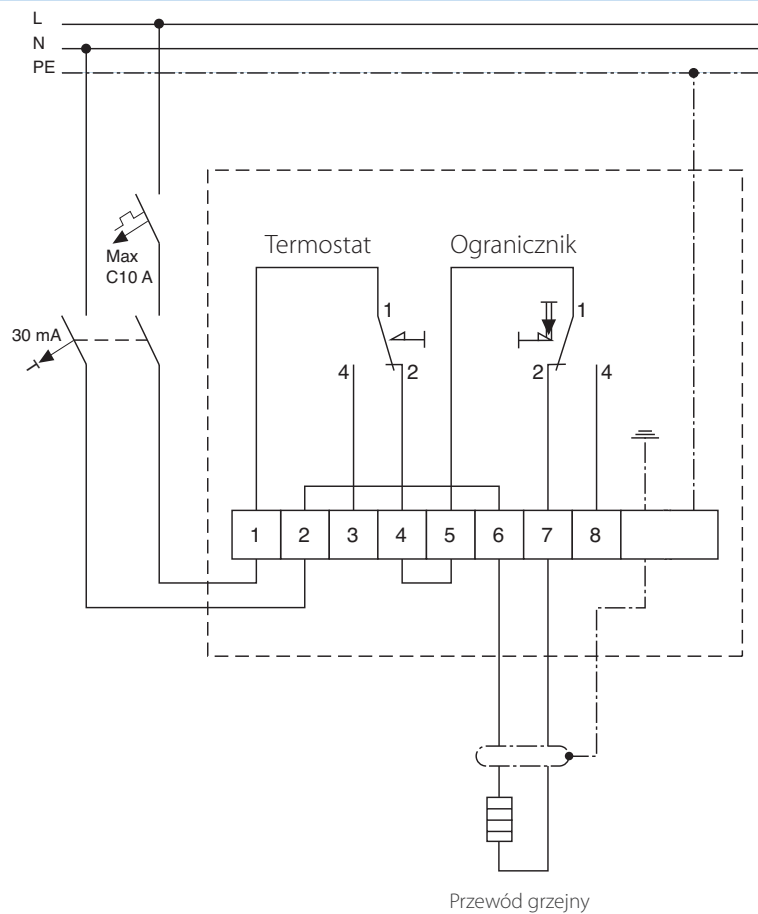 L
N
PE
Termostat
Ogranicznik
Max
C10 A
30 mA
1
1
4
2
2
4
1 2 3 4 5 6 7 8
Przewód grzejny